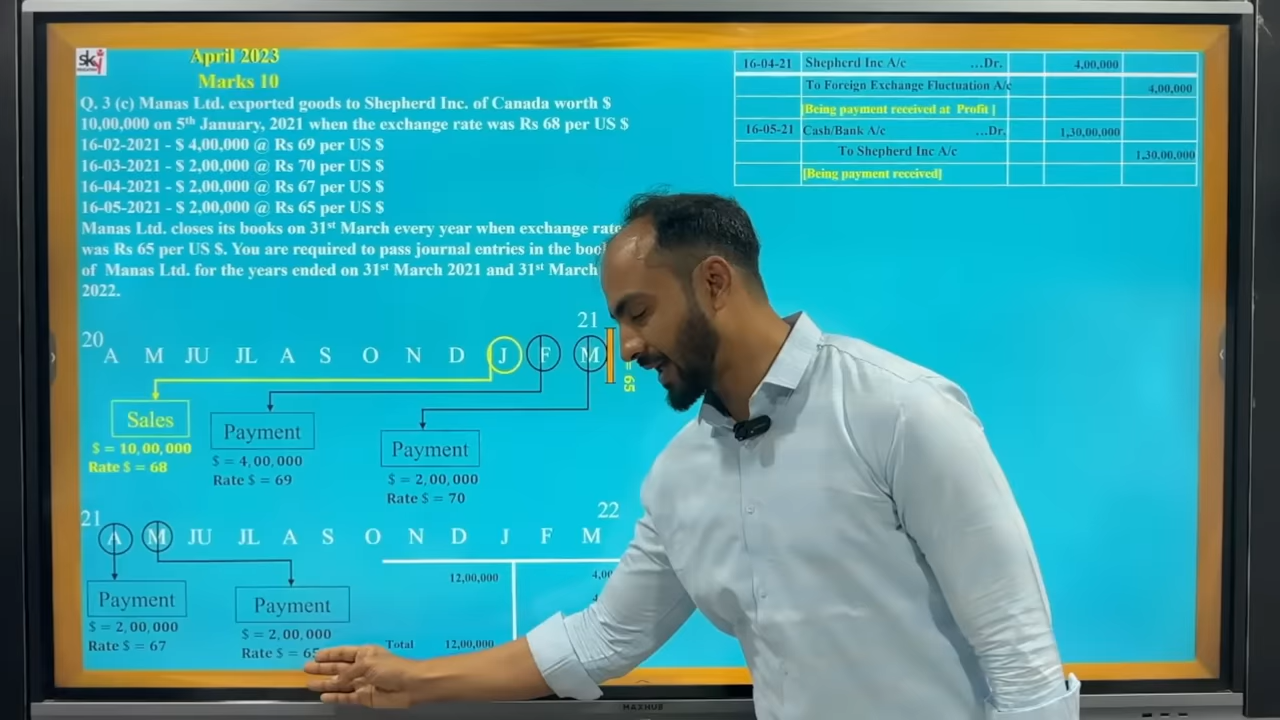 sky
April 2023
Marks 10
Q. 3 (c) Manas Ltd. exported goods to Shepherd Inc. of Canada worth $
10,00,000 on 5th January, 2021 when the exchange rate was Rs 68 per US $
16-02-2021 - $ 4,00,000 @ Rs 69 per US $
16-03-2021 - $ 2,00,000 @ Rs 70 per US $
16-04-2021 - $ 2,00,000 @ Rs 67 per US $
16-05-2021 - $ 2,00,000 @ Rs 65 per US $
Manas Ltd. closes its books on 31st March every year when exchange rate
was Rs 65 per US $. You are required to pass journal entries in the
of Manas Ltd. for the years ended on 31st March 2021 and 31st March
2022.
20
21
A M JU JL A S O N D J F M
= 65
Sales
$ = 10,00,000
Rate $ = 68
Payment
$ = 4,00,000
Rate $ = 69
Payment
$ = 2,00,000
Rate $ = 70
21
22
A M JU JL A S O N D J F M
Payment
$ = 2,00,000
Rate $ = 67
Payment
$ = 2,00,000
Rate $ = 65
12,00,000
Total 12,00,000
16-04-21 Shepherd Inc A/c ...Dr. 4,00,000
To Foreign Exchange Fluctuation A/c 4,00,000
[Being payment received at Profit ]
16-05-21 Cash/Bank A/c ...Dr. 1,30,00,000
To Shepherd Inc A/c 1,30,00,000
[Being payment received]
MAXHUB